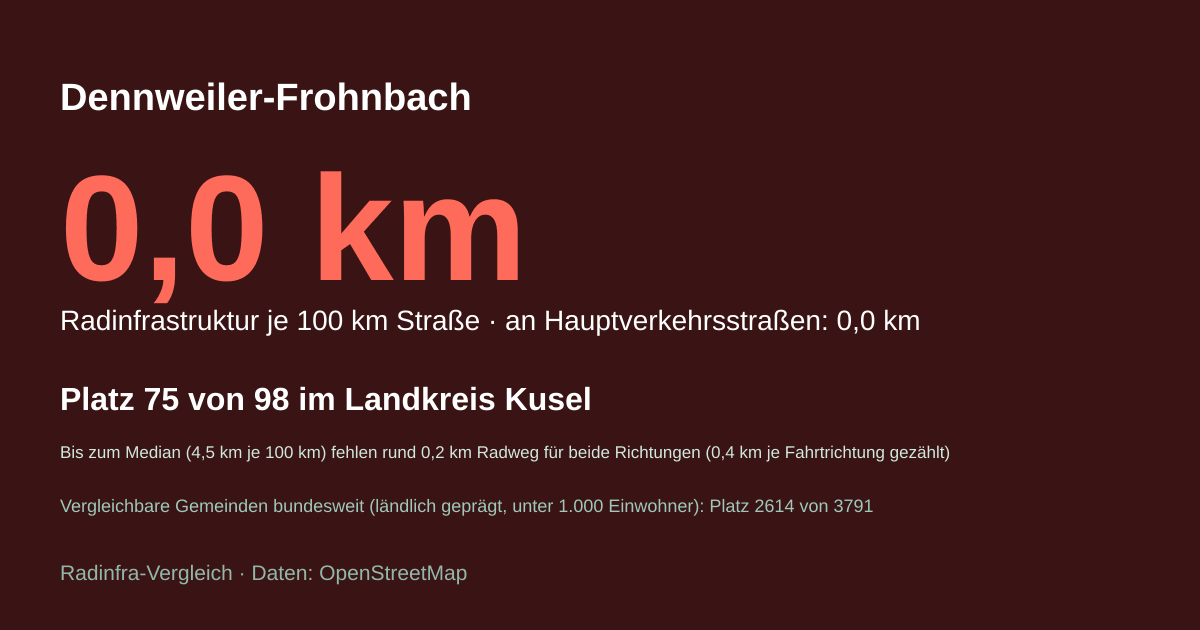 Dennweiler-Frohnbach
0,0 km
Radinfrastruktur je 100 km Straße · an Hauptverkehrsstraßen: 0,0 km
Platz 75 von 98 im Landkreis Kusel
Bis zum Median (4,5 km je 100 km) fehlen rund 0,2 km Radweg für beide Richtungen (0,4 km je Fahrtrichtung gezählt)
Vergleichbare Gemeinden bundesweit (ländlich geprägt, unter 1.000 Einwohner): Platz 2614 von 3791
Radinfra-Vergleich · Daten: OpenStreetMap